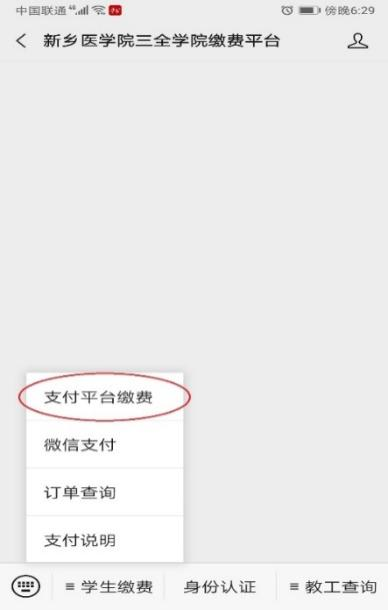 中国联通 傍晚6:29
新乡医学院三全学院缴费平台
支付平台缴费
微信支付
订单查询
支付说明
学生缴费 身份认证 教工查询